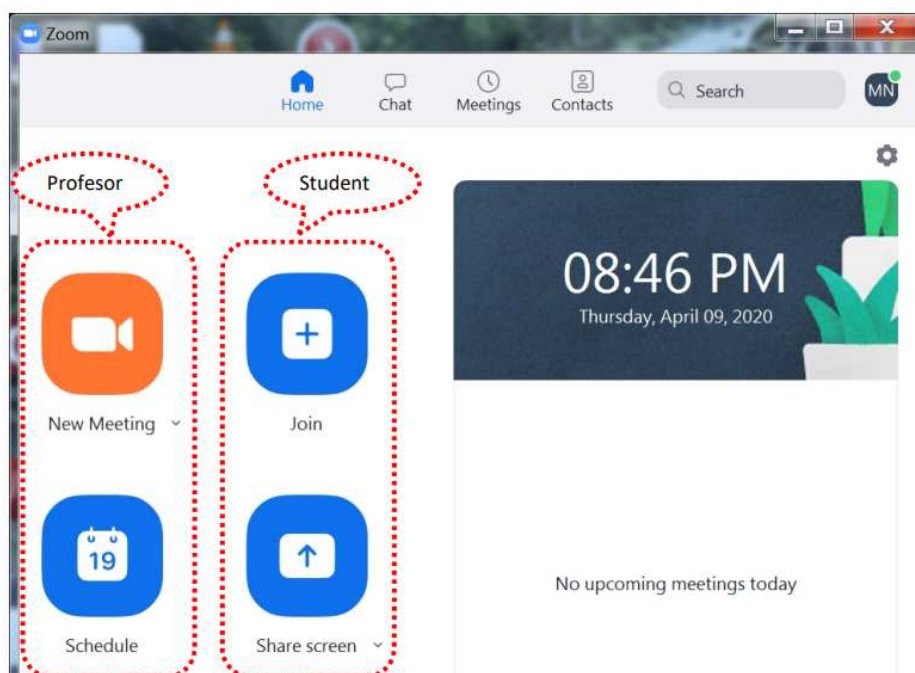 Zoom
Home
Chat
Meetings
Contacts
Search
MN
Profesor
Student
08:46 PM
Thursday, April 09, 2020
New Meeting
Join
19
Schedule
Share screen
No upcoming meetings today